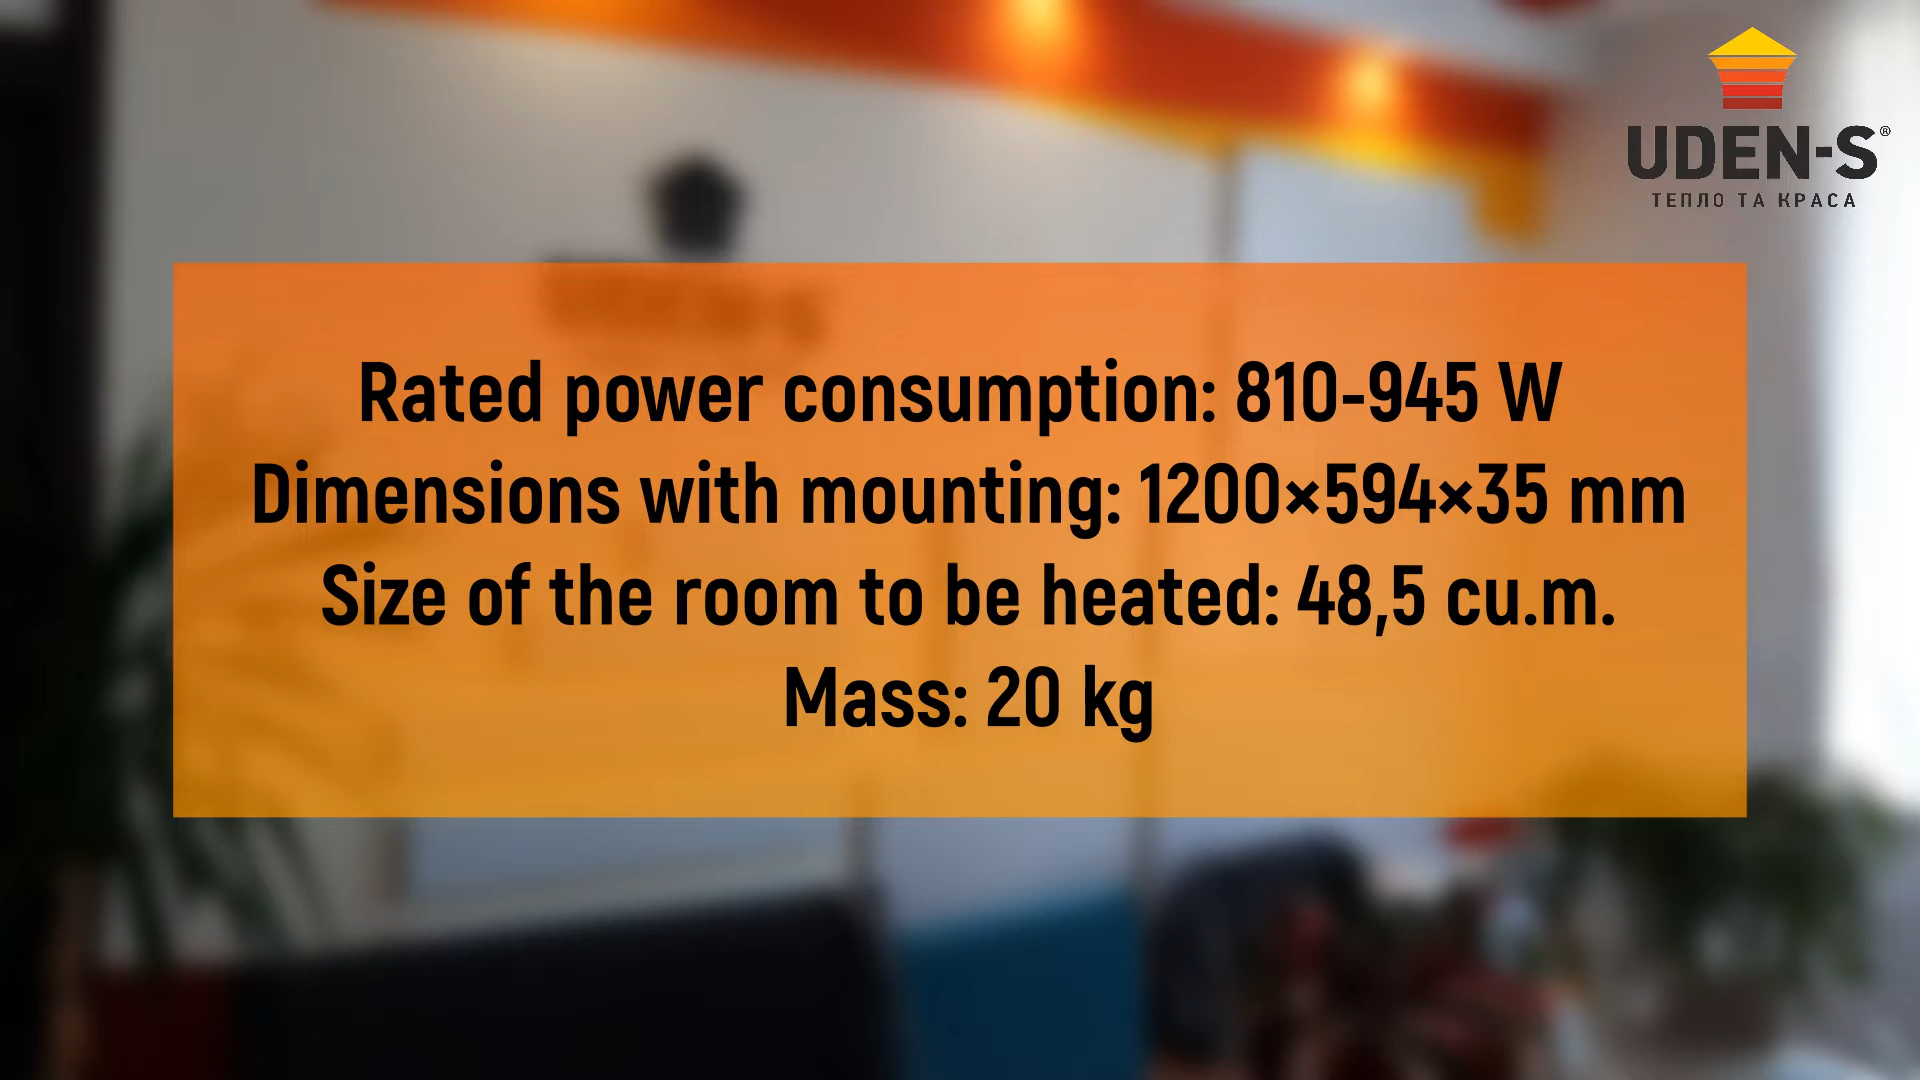 UDEN-S®
ТЕПЛО ТА КРАСА
UDEN-S
Rated power consumption: 810-945 W
Dimensions with mounting: 1200×594×35 mm
Size of the room to be heated: 48,5 cu.m.
Mass: 20 kg